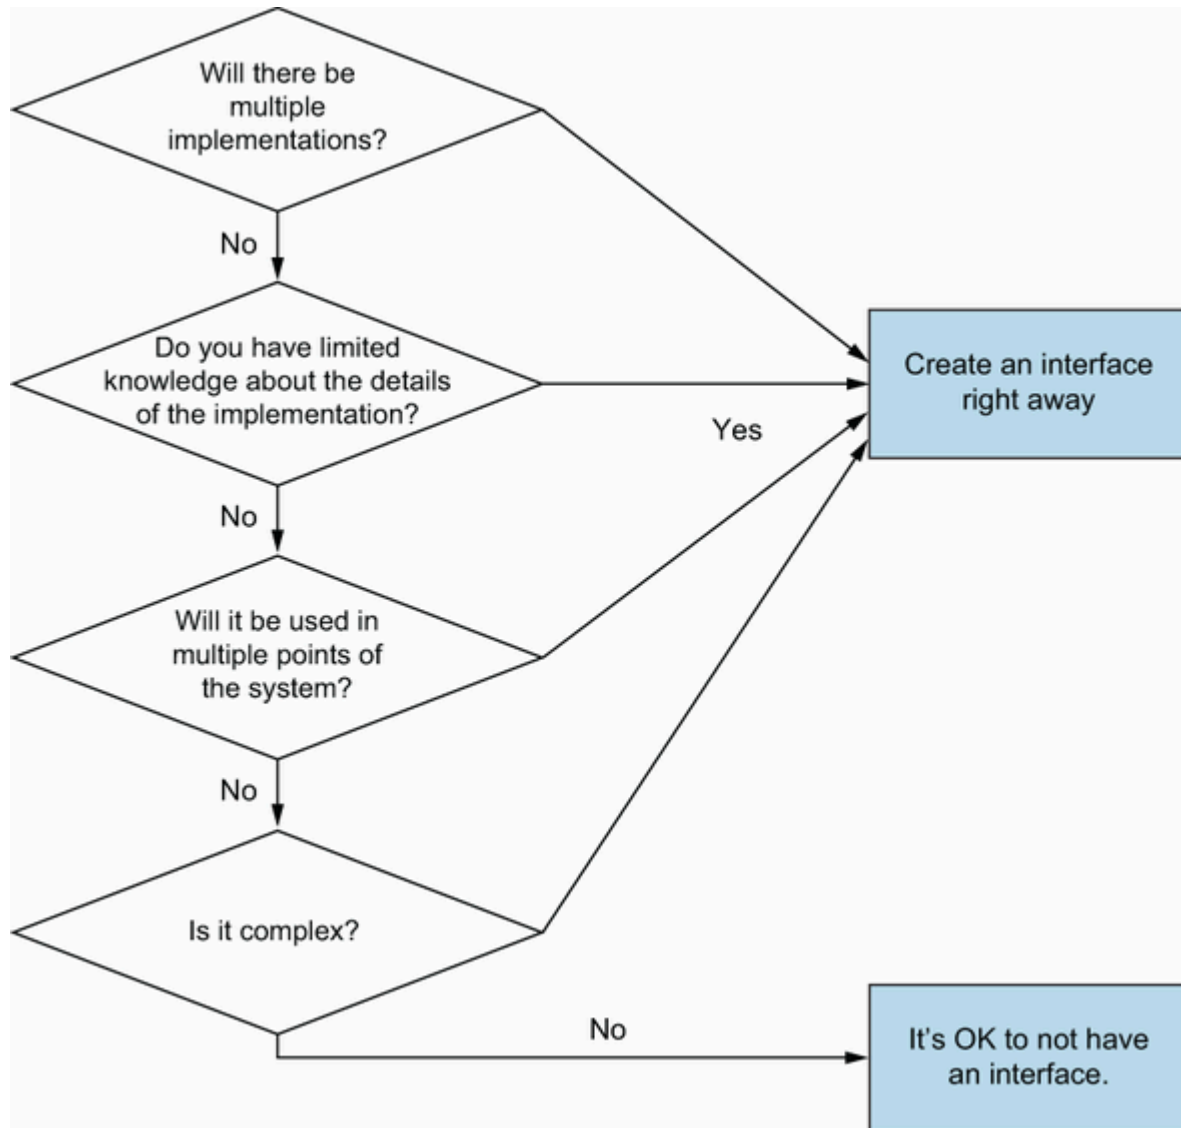 Will there be
multiple
implementations?
No
Do you have limited
knowledge about the details
of the implementation?
Create an interface
right away
Yes
No
Will it be used in
multiple points of
the system?
No
Is it complex?
No
It's OK to not have
an interface.